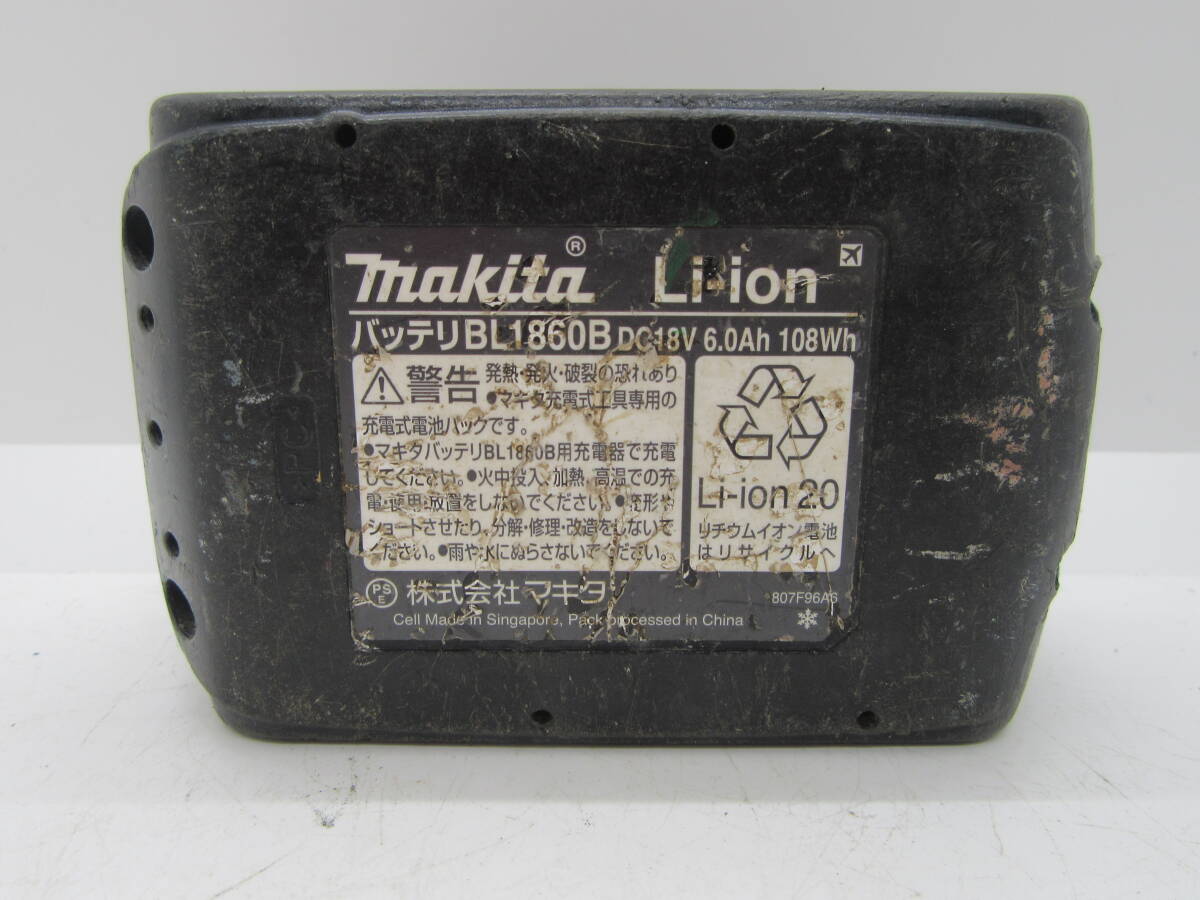 makita® Li-ion
バッテリBL1860B DC18V 6.0Ah 108Wh
警告 発熱・発火・破裂の恐れあり
●マキタ充電式工具専用の
充電式電池パックです。
●マキタバッテリBL1860B用充電器で充電
してください。●火中投入、加熱、高温での充
電・使用・放置をしないでください。
ショートさせたり、分解・修理・改造をしないで
ください。●雨や水にぬらさないでください。
Li-ion 20
リチウムイオン電池
はリサイクルへ
PSE 株式会社マキタ
807F96A6
Cell Made in Singapore, Pack processed in China